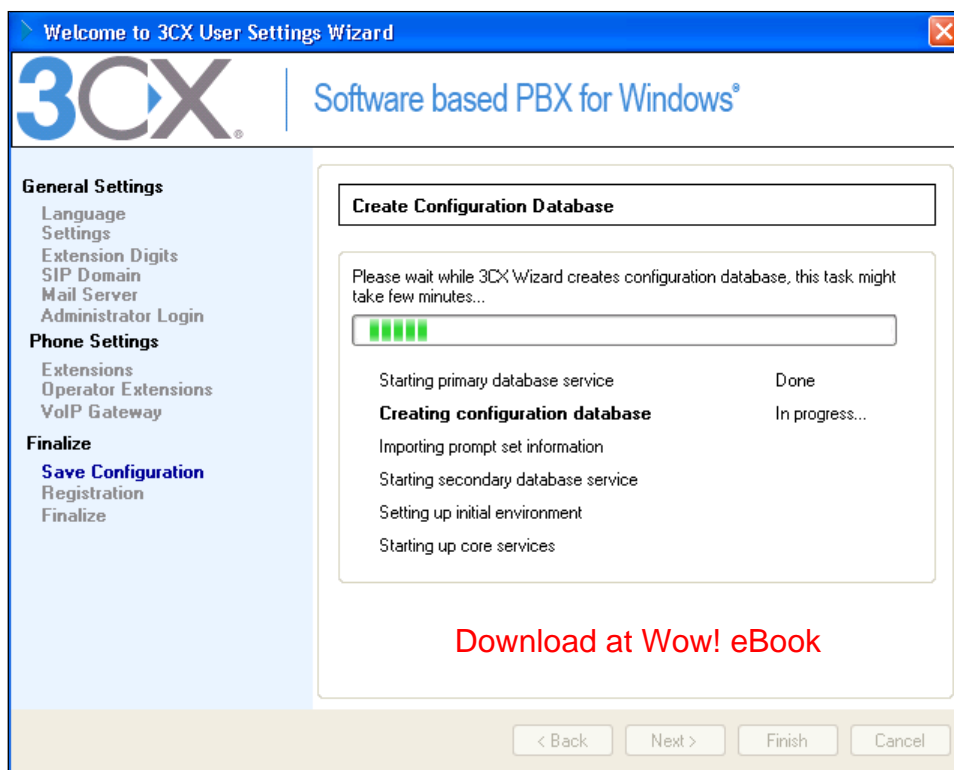 Welcome to 3CX User Settings Wizard
3CX®
Software based PBX for Windows®
General Settings
Language
Settings
Extension Digits
SIP Domain
Mail Server
Administrator Login
Phone Settings
Extensions
Operator Extensions
VoIP Gateway
Finalize
Save Configuration
Registration
Finalize
Create Configuration Database
Please wait while 3CX Wizard creates configuration database, this task might
take few minutes...
Starting primary database service Done
Creating configuration database In progress...
Importing prompt set information
Starting secondary database service
Setting up initial environment
Starting up core services
Download at Wow! eBook
< Back Next > Finish Cancel